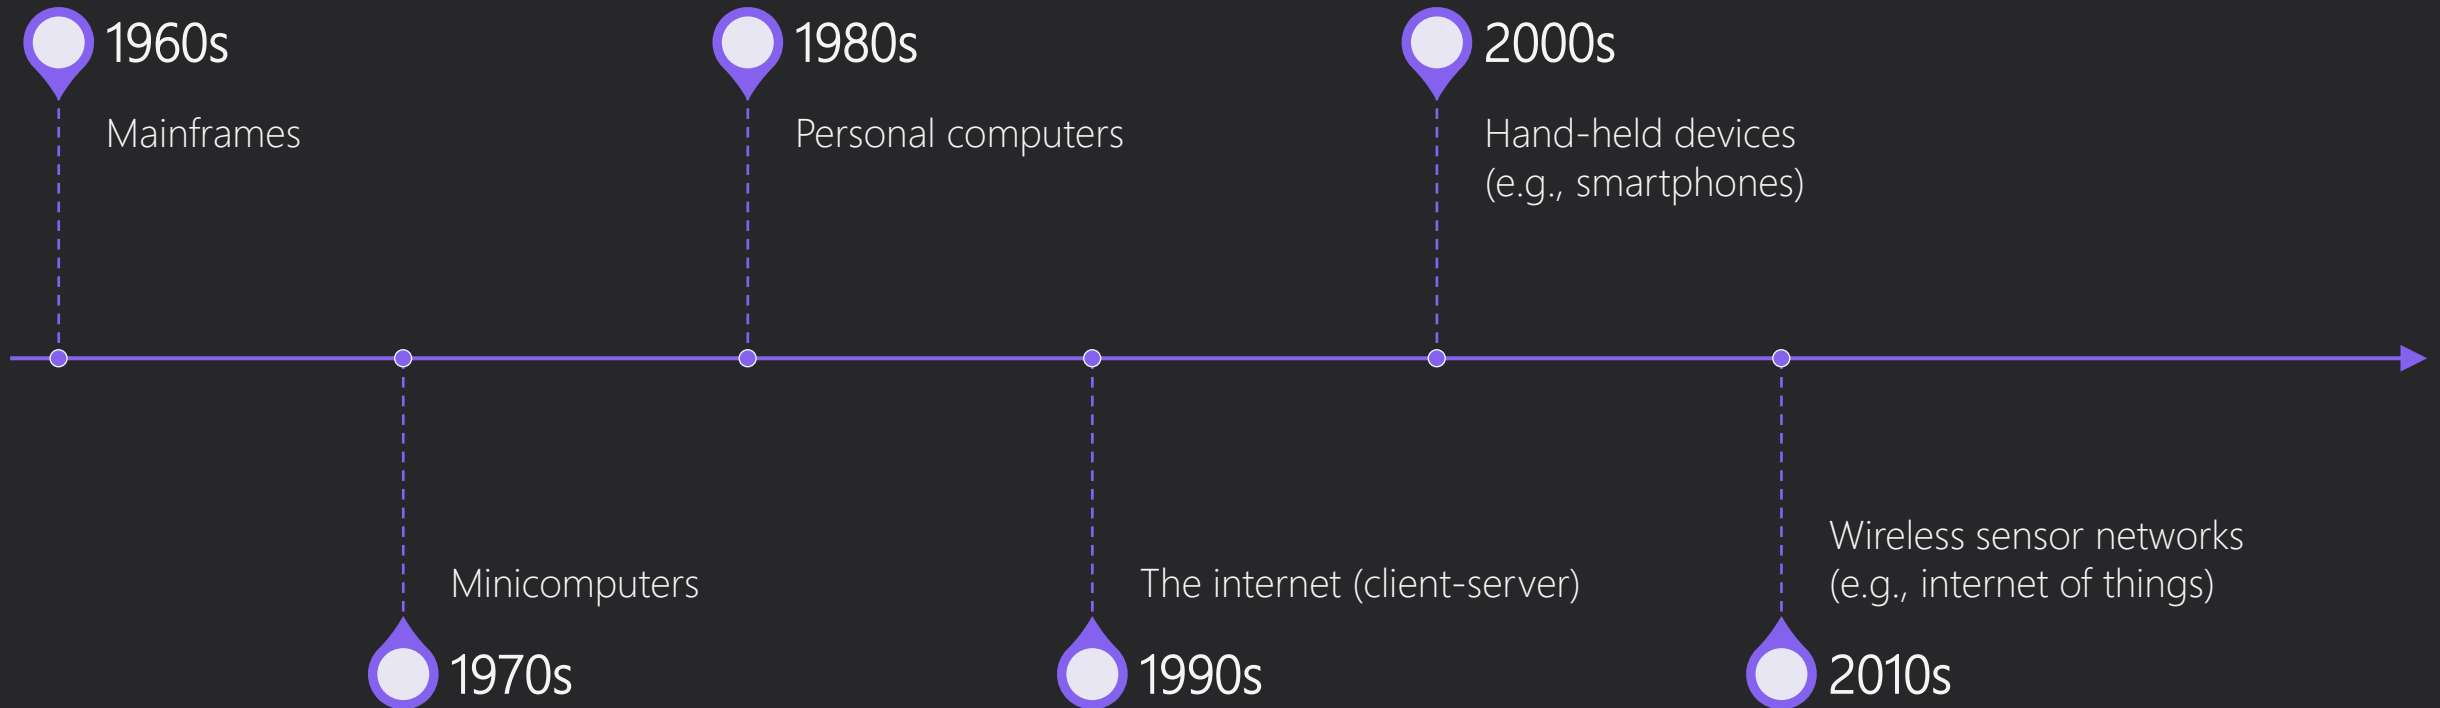 1960s
Mainframes
1980s
Personal computers
2000s
Hand-held devices
(e.g., smartphones)
Minicomputers
1970s
The internet (client-server)
1990s
Wireless sensor networks
(e.g., internet of things)
2010s